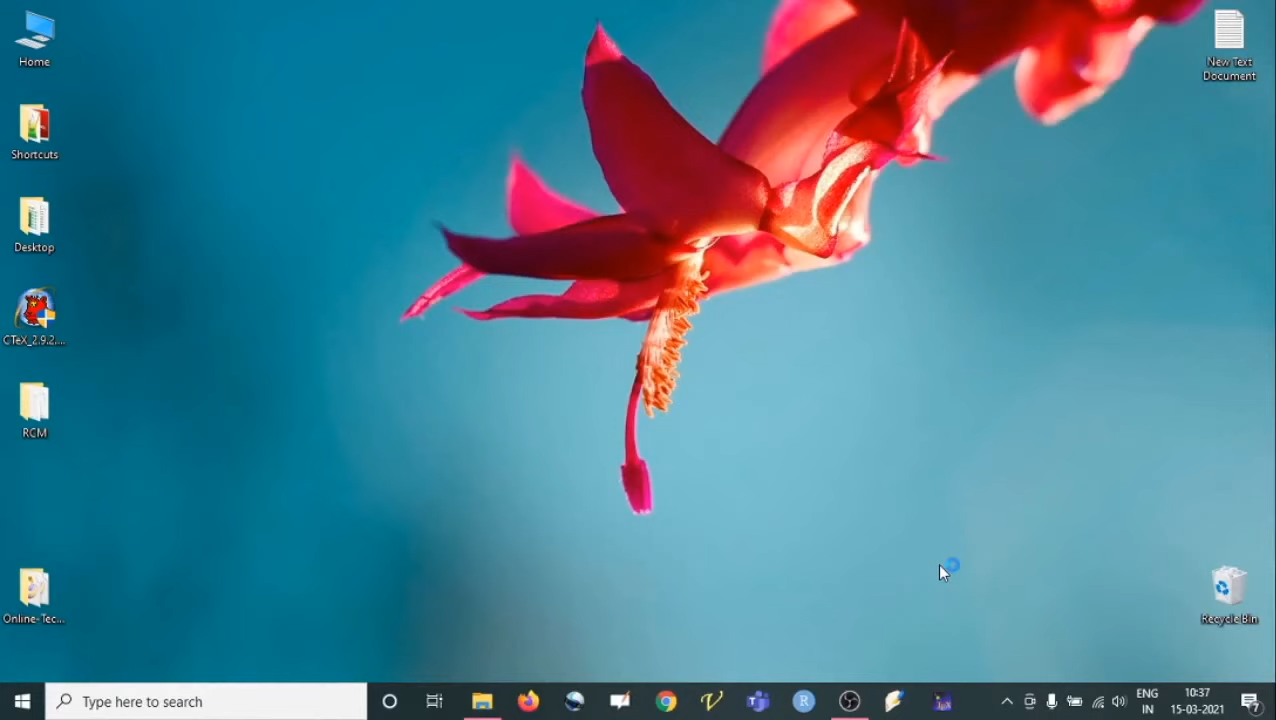 Home
New Text
Document
Shortcuts
Desktop
CTeX_2.9.2....
RCM
Online-Tec...
Recycle Bin
Type here to search
ENG
IN
10:37
15-03-2021
7